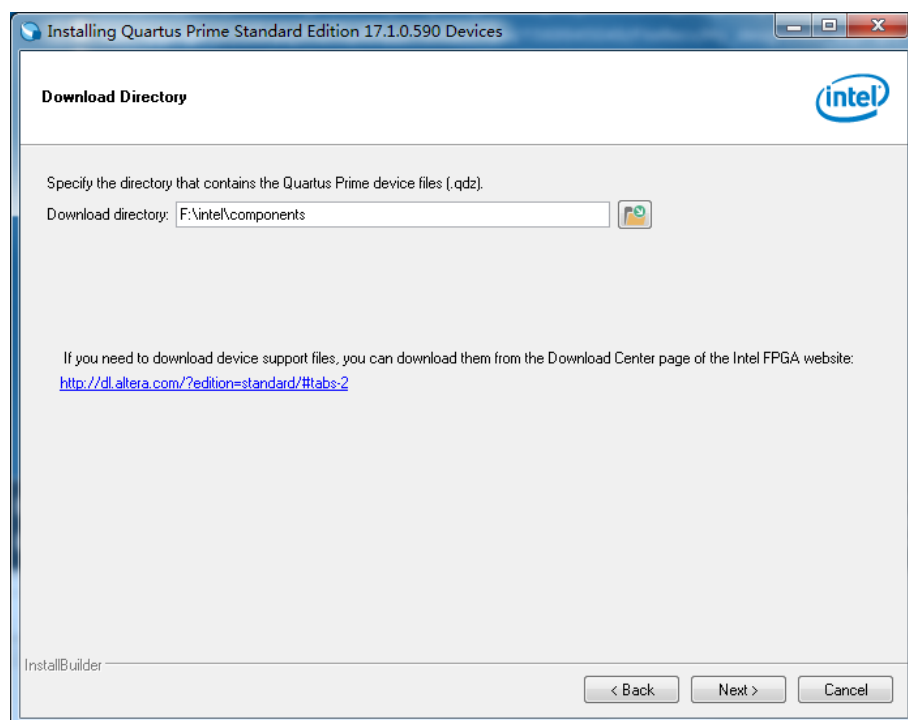 Installing Quartus Prime Standard Edition 17.1.0.590 Devices
Download Directory
intel
Specify the directory that contains the Quartus Prime device files (.qdz).
Download directory: F:\intel\components
If you need to download device support files, you can download them from the Download Center page of the Intel FPGA website:
http://dl.altera.com/?edition=standard/#tabs-2
InstallBuilder
< Back Next > Cancel